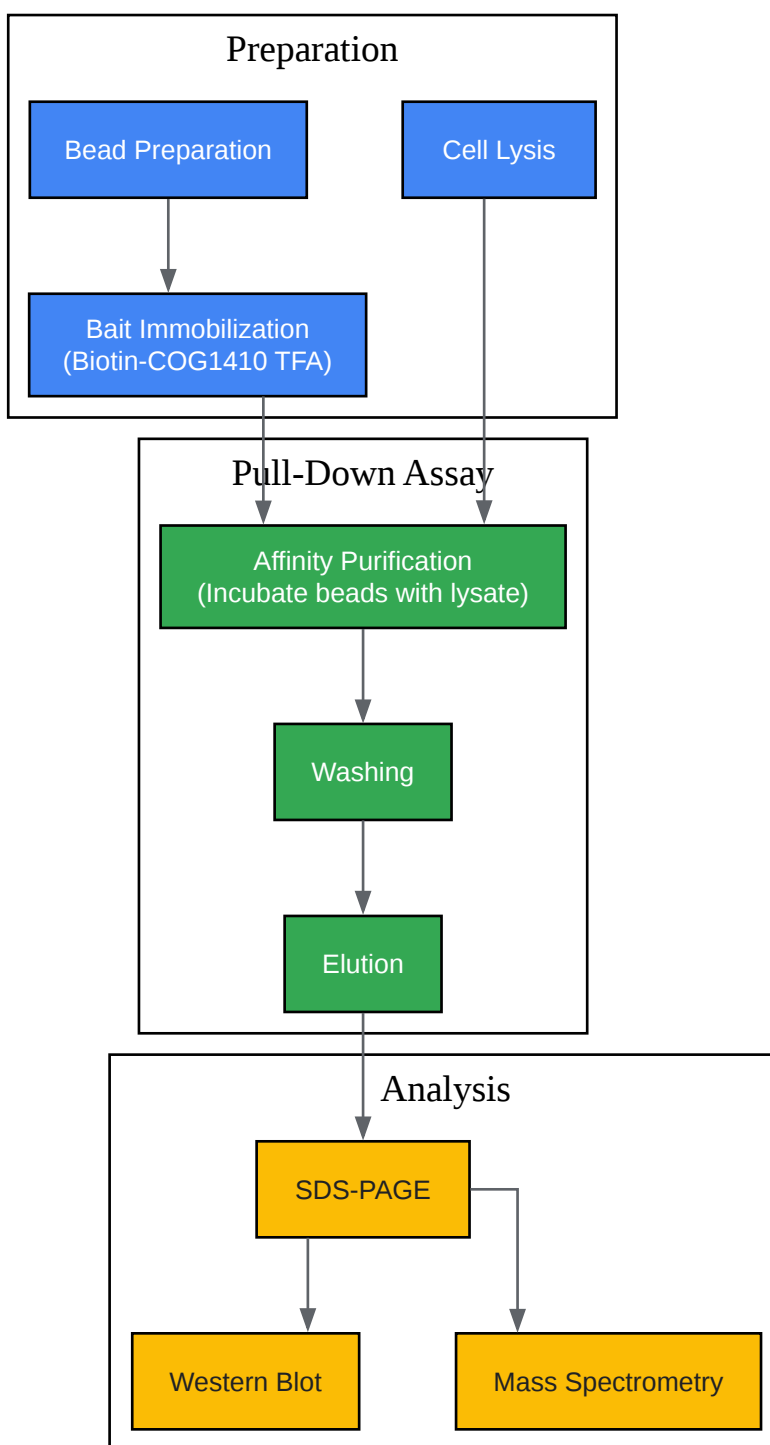 Preparation
Bead Preparation
Cell Lysis
Bait Immobilization
(Biotin-COG1410 TFA)
Pull-Down Assay
Affinity Purification
(Incubate beads with lysate)
Washing
Elution
Analysis
SDS-PAGE
Western Blot
Mass Spectrometry